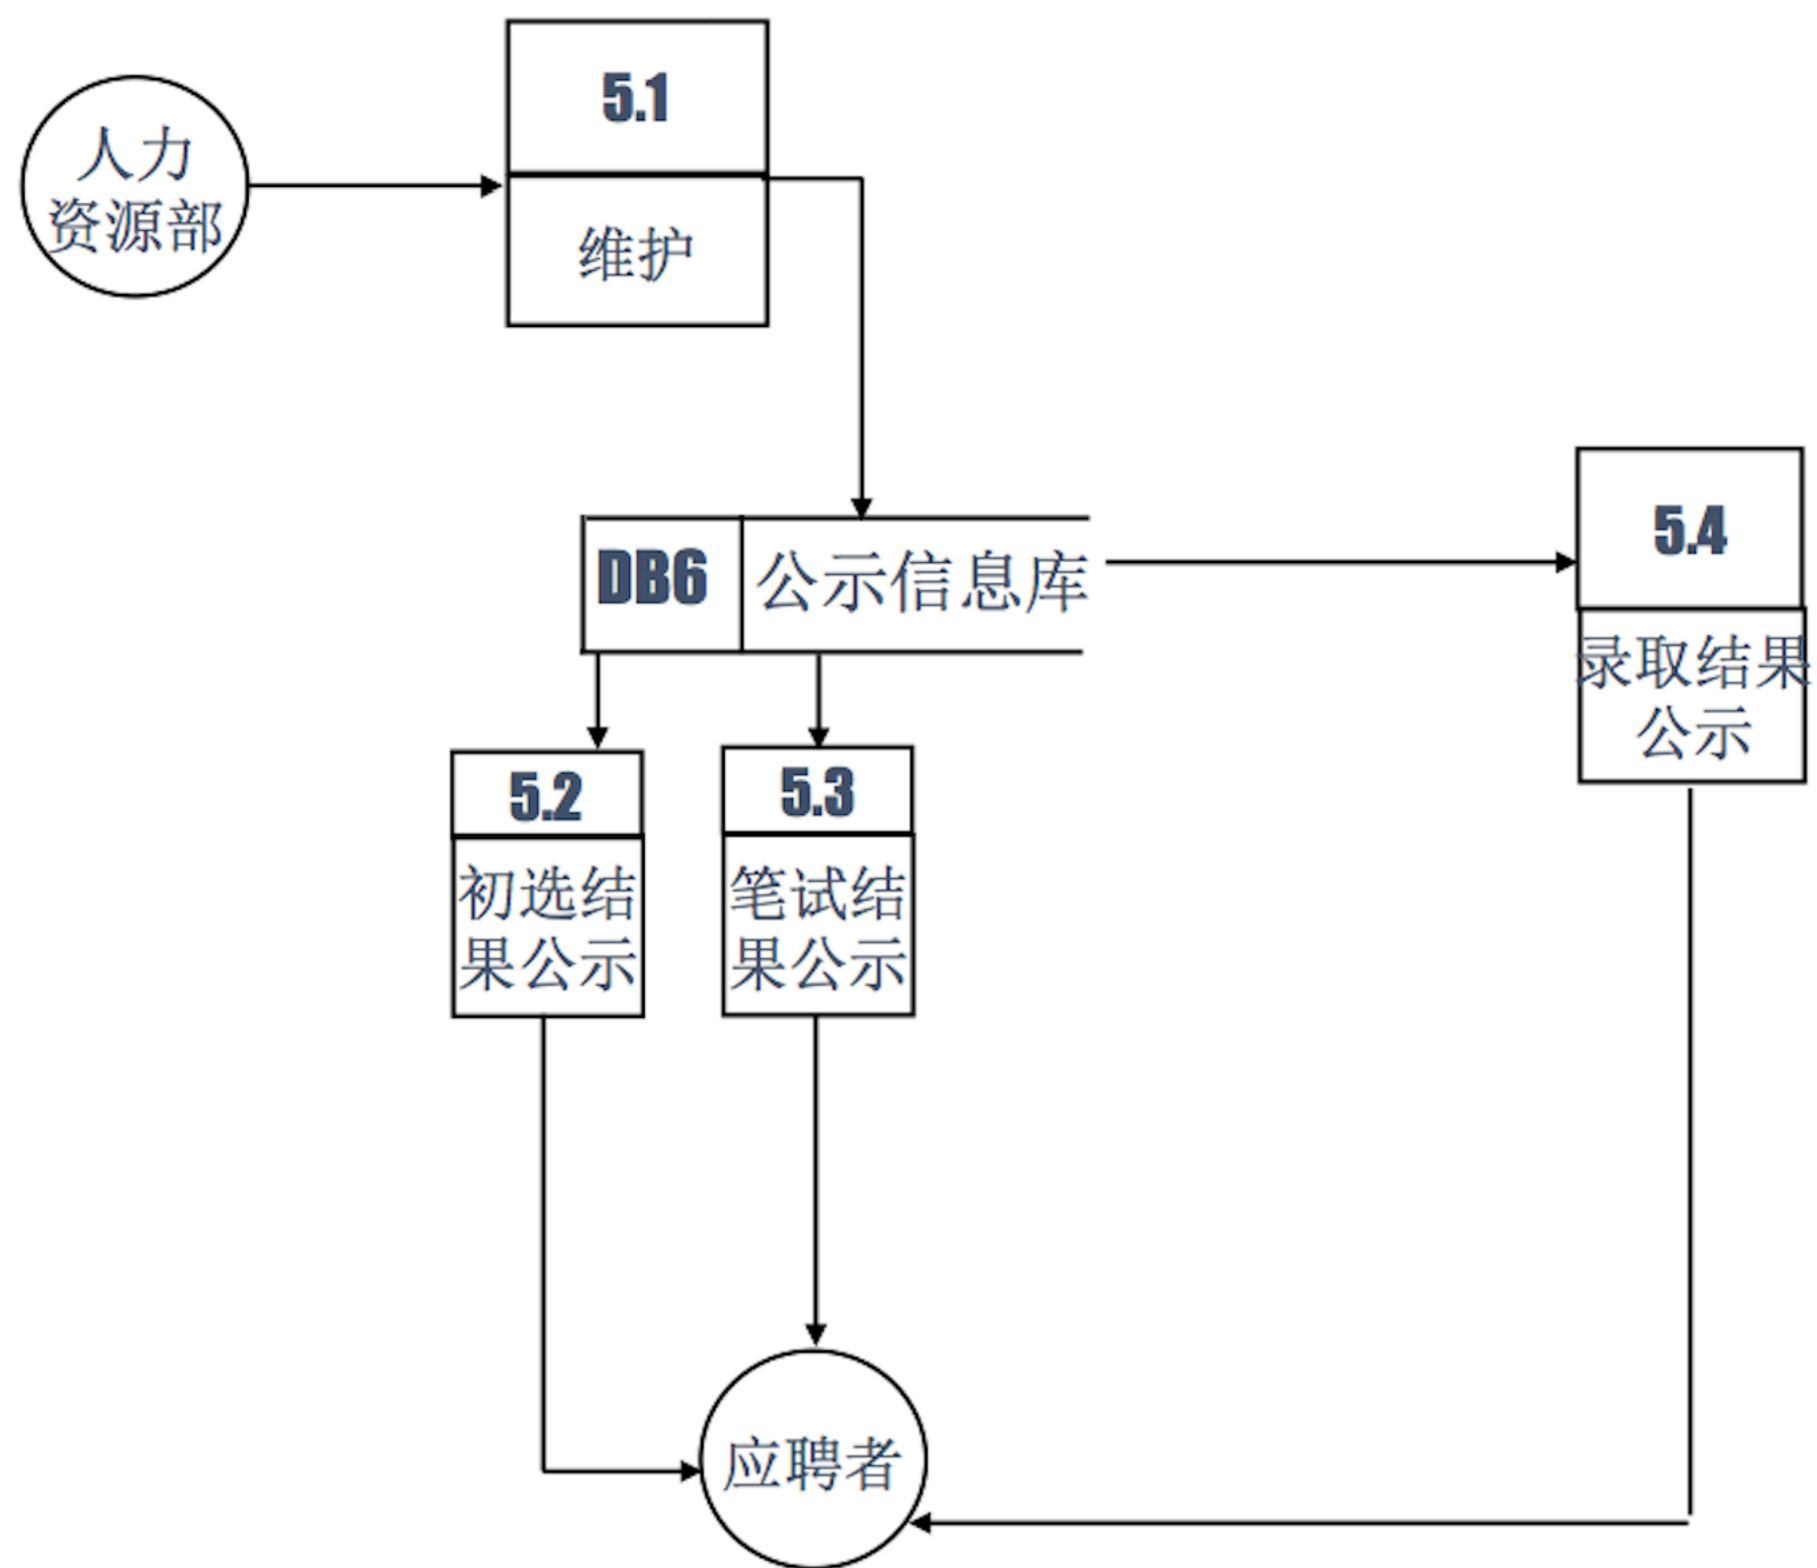 5.1
人力
资源部
维护
5.4
DB6 公示信息库
录取结果
公示
5.2
5.3
初选结
果公示
笔试结
果公示
应聘者